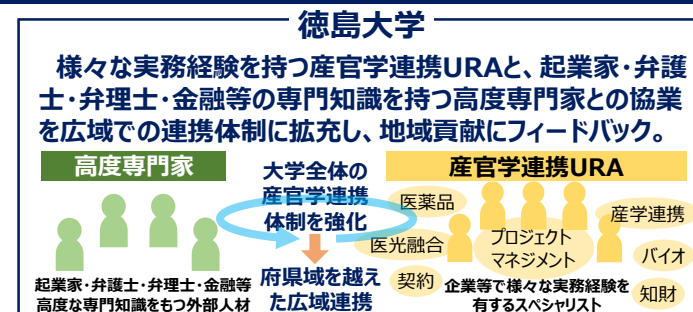 徳島大学
様々な実務経験を持つ産官学連携URAと、起業家・弁護
士・弁理士・金融等の専門知識を持つ高度専門家との協業
を広域での連携体制に拡充し、地域貢献にフィードバック。
高度専門家
起業家・弁護士・弁理士・金融等
高度な専門知識をもつ外部人材
大学全体の
産官学連携
体制を強化
府県域を越え
た広域連携
産官学連携URA
医薬品
医光融合
契約
プロジェクト
マネジメント
産学連携
バイオ
知財
企業等で様々な実務経験を
有するスペシャリスト